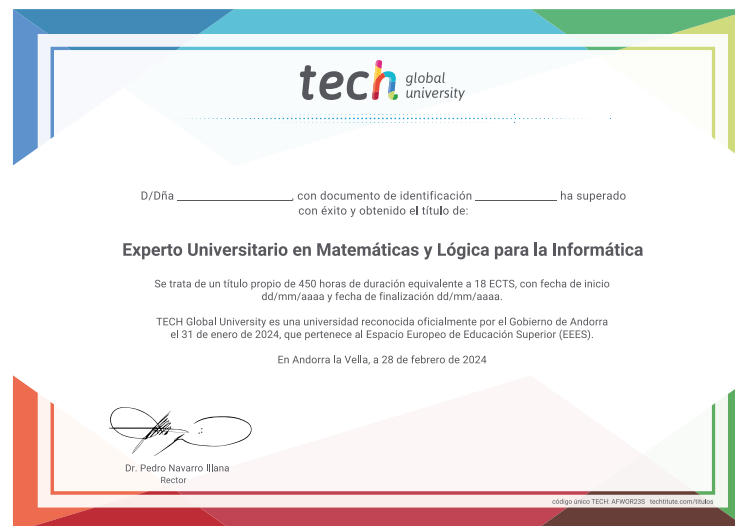 tech global university
D/Dña ____________________, con documento de identificación ______________ ha superado
con éxito y obtenido el título de:
Experto Universitario en Matemáticas y Lógica para la Informática
Se trata de un título propio de 450 horas de duración equivalente a 18 ECTS, con fecha de inicio
dd/mm/aaaa y fecha de finalización dd/mm/aaaa.
TECH Global University es una universidad reconocida oficialmente por el Gobierno de Andorra
el 31 de enero de 2024, que pertenece al Espacio Europeo de Educación Superior (EEES).
En Andorra la Vella, a 28 de febrero de 2024
Dr. Pedro Navarro Illana
Rector
código único TECH: AFWOR23S techtitute.com/titulos